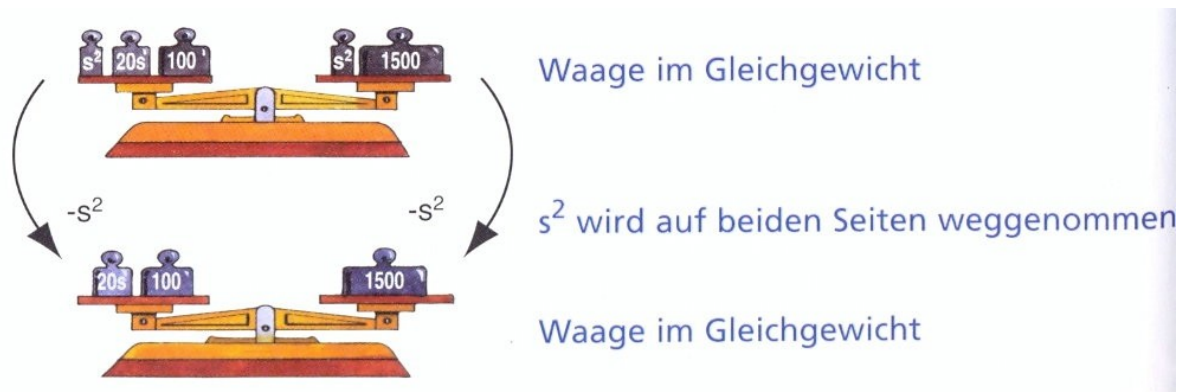 s² 20s 100 s² 1500
Waage im Gleichgewicht
-s² -s²
s² wird auf beiden Seiten weggenommen
20s 100 1500
Waage im Gleichgewicht